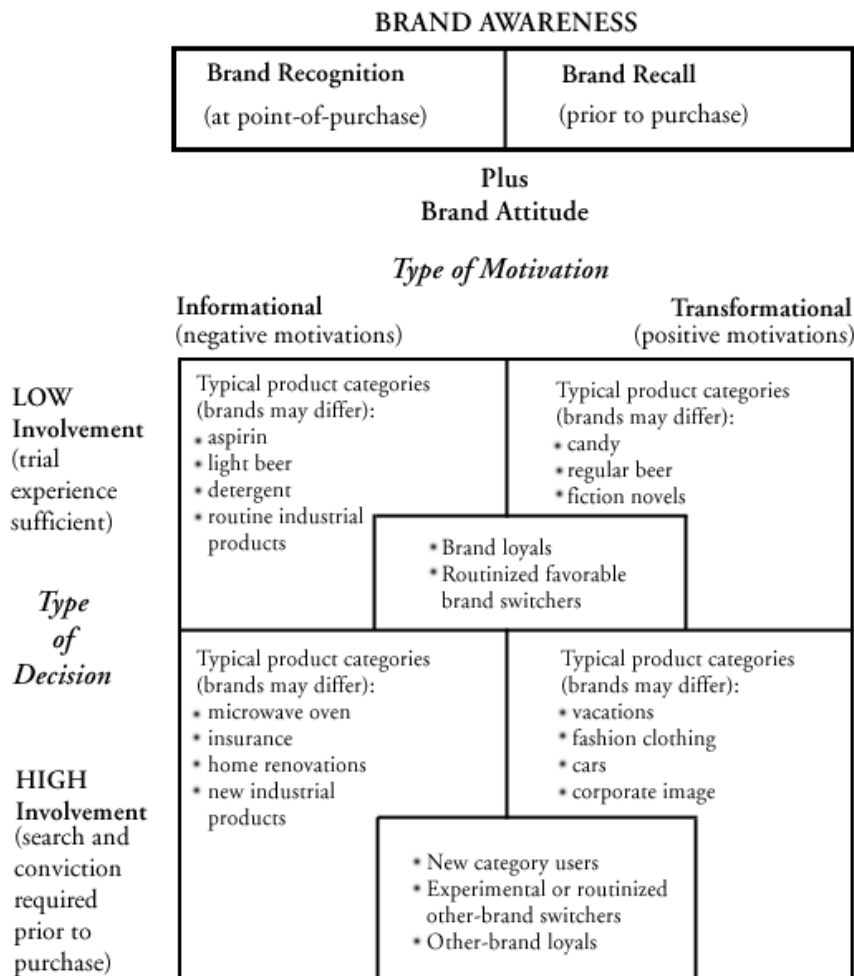 BRAND AWARENESS
Brand Recognition
(at point-of-purchase)
Brand Recall
(prior to purchase)
Plus
Brand Attitude
Type of Motivation
Informational
(negative motivations)
Transformational
(positive motivations)
LOW
Involvement
(trial
experience
sufficient)
Typical product categories
(brands may differ):
• aspirin
• light beer
• detergent
• routine industrial
products
Typical product categories
(brands may differ):
• candy
• regular beer
• fiction novels
• Brand loyals
• Routinized favorable
brand switchers
Type
of
Decision
HIGH
Involvement
(search and
conviction
required
prior to
purchase)
Typical product categories
(brands may differ):
• microwave oven
• insurance
• home renovations
• new industrial
products
Typical product categories
(brands may differ):
• vacations
• fashion clothing
• cars
• corporate image
• New category users
• Experimental or routinized
other-brand switchers
• Other-brand loyals